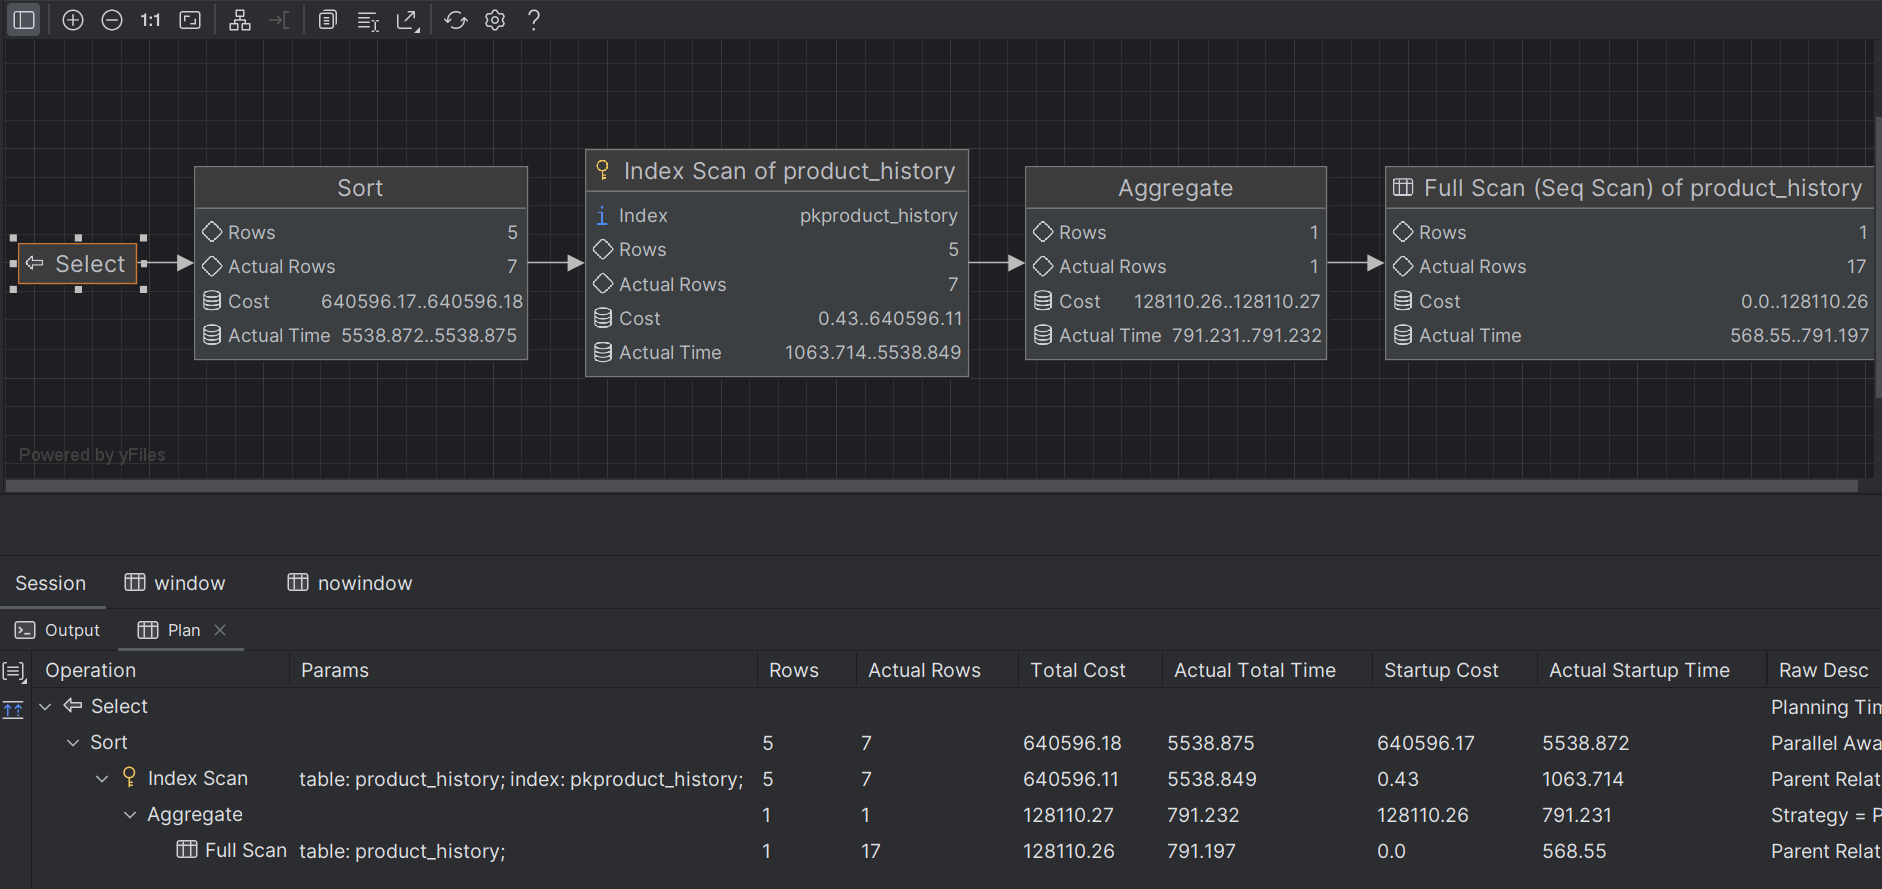 1:1
Sort
Rows 5
Actual Rows 7
Cost 640596.17..640596.18
Actual Time 5538.872..5538.875
Select
Index Scan of product_history
Index pkproduct_history
Rows 5
Actual Rows 7
Cost 0.43..640596.11
Actual Time 1063.714..5538.849
Aggregate
Rows 1
Actual Rows 1
Cost 128110.26..128110.27
Actual Time 791.231..791.232
Full Scan (Seq Scan) of product_history
Rows 1
Actual Rows 17
Cost 0.0..128110.26
Actual Time 568.55..791.197
Powered by yFiles
Session window nowindow
Output Plan
Operation Params Rows Actual Rows Total Cost Actual Total Time Startup Cost Actual Startup Time Raw Desc
Select Planning Tim
Sort 5 7 640596.18 5538.875 640596.17 5538.872 Parallel Awa
Index Scan table: product_history; index: pkproduct_history; 5 7 640596.11 5538.849 0.43 1063.714 Parent Relat
Aggregate 1 1 128110.27 791.232 128110.26 791.231 Strategy = P
Full Scan table: product_history; 1 17 128110.26 791.197 0.0 568.55 Parent Relat